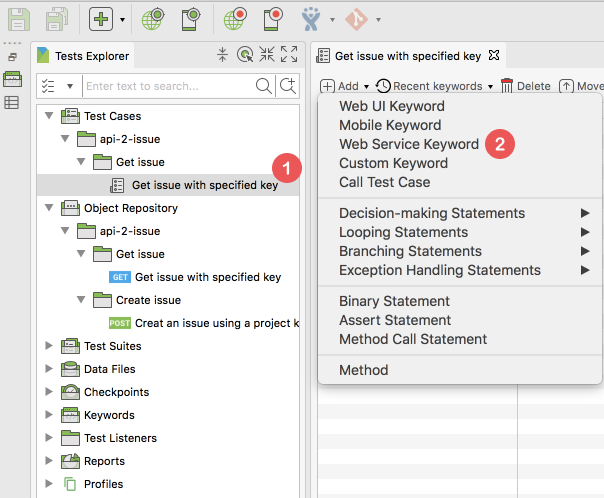 Tests Explorer
Enter text to search...
Test Cases
api-2-issue
Get issue
Get issue with specified key
1
Object Repository
api-2-issue
Get issue
GET Get issue with specified key
Create issue
POST Creat an issue using a project k
Test Suites
Data Files
Checkpoints
Keywords
Test Listeners
Reports
Profiles
Get issue with specified key
Add Recent keywords Delete Move
Web UI Keyword
Mobile Keyword
Web Service Keyword 2
Custom Keyword
Call Test Case
Decision-making Statements
Looping Statements
Branching Statements
Exception Handling Statements
Binary Statement
Assert Statement
Method Call Statement
Method